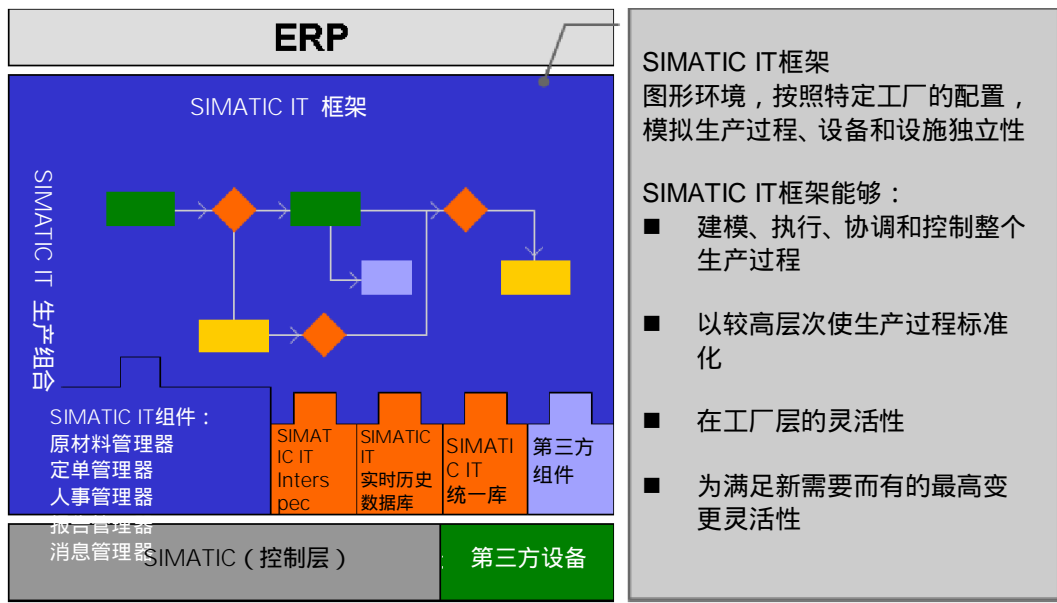 ERP
SIMATIC IT 框架
SIMATIC IT 生产组合
SIMATIC IT组件：
原材料管理器
定单管理器
人事管理器
报告管理器
消息管理器
SIMAT
IC IT
Inters
pec
SIMATIC
IT
实时历史
数据库
SIMATI
C IT
统一库
第三方
组件
SIMATIC（控制层）
第三方设备
SIMATIC IT框架
图形环境，按照特定工厂的配置，
模拟生产过程、设备和设施独立性
SIMATIC IT框架能够：
■ 建模、执行、协调和控制整个
生产过程
■ 以较高层次使生产过程标准
化
■ 在工厂层的灵活性
■ 为满足新需要而有的最高变
更灵活性